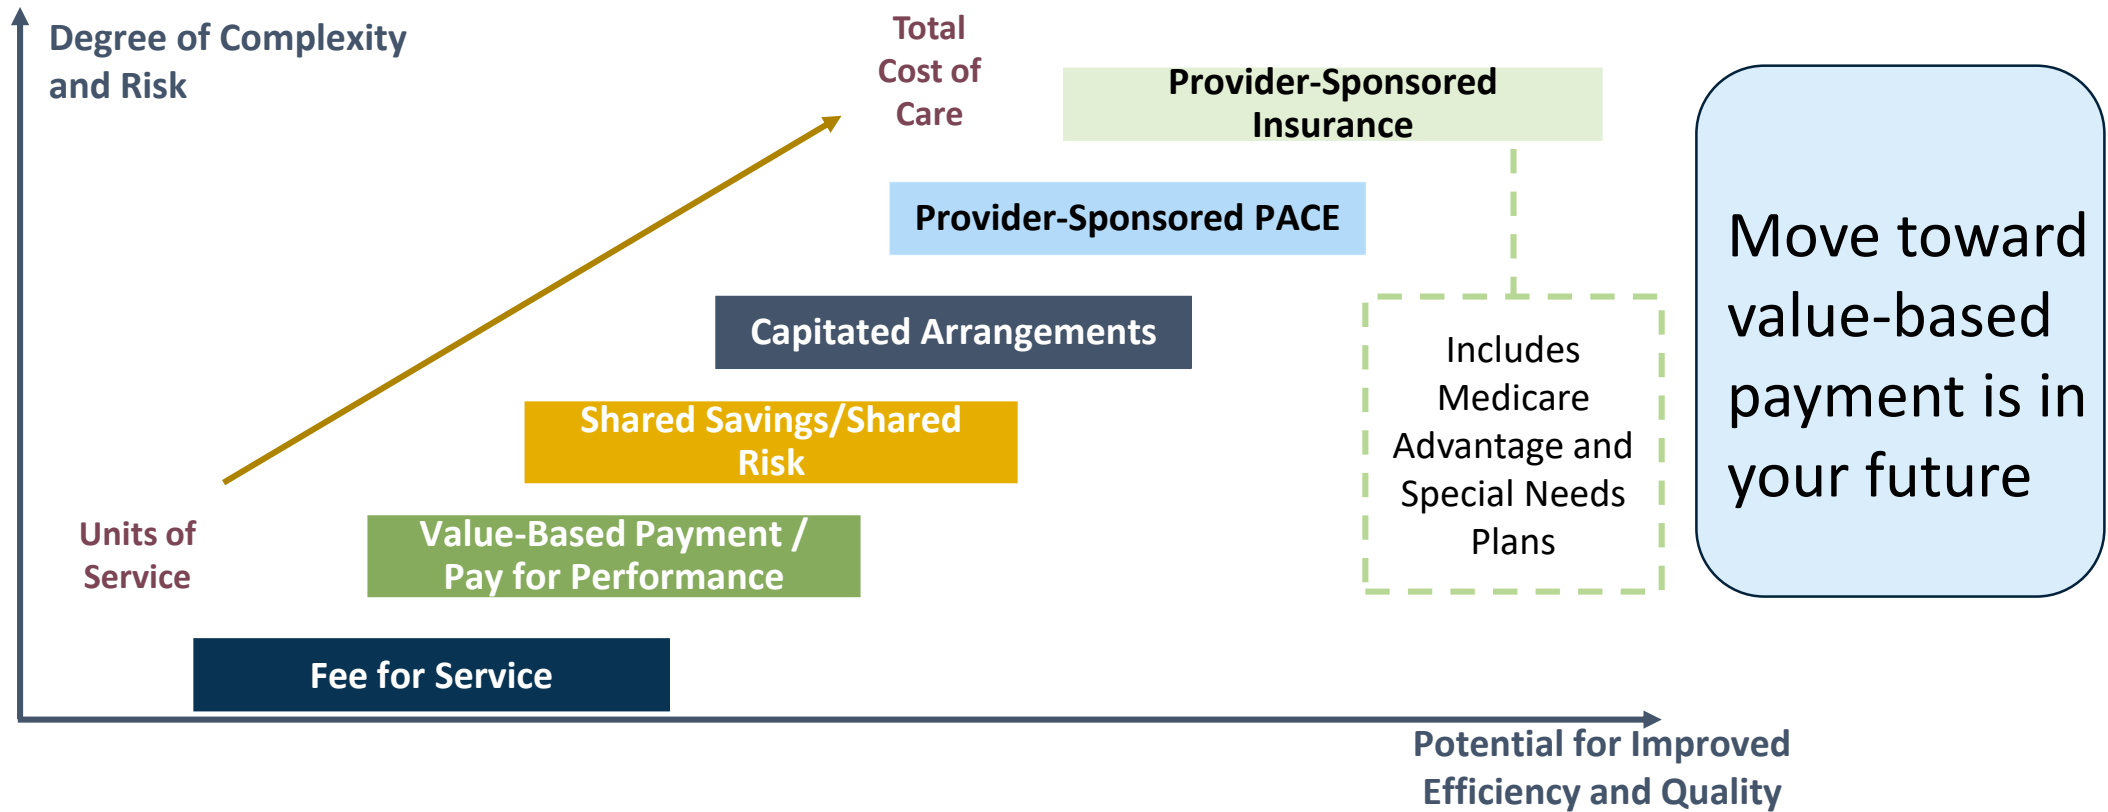 Degree of Complexity
and Risk
Total
Cost of
Care
Provider-Sponsored
Insurance
Provider-Sponsored PACE
Capitated Arrangements
Shared Savings/Shared
Risk
Units of
Service
Value-Based Payment /
Pay for Performance
Fee for Service
Includes
Medicare
Advantage and
Special Needs
Plans
Move toward
value-based
payment is in
your future
Potential for Improved
Efficiency and Quality